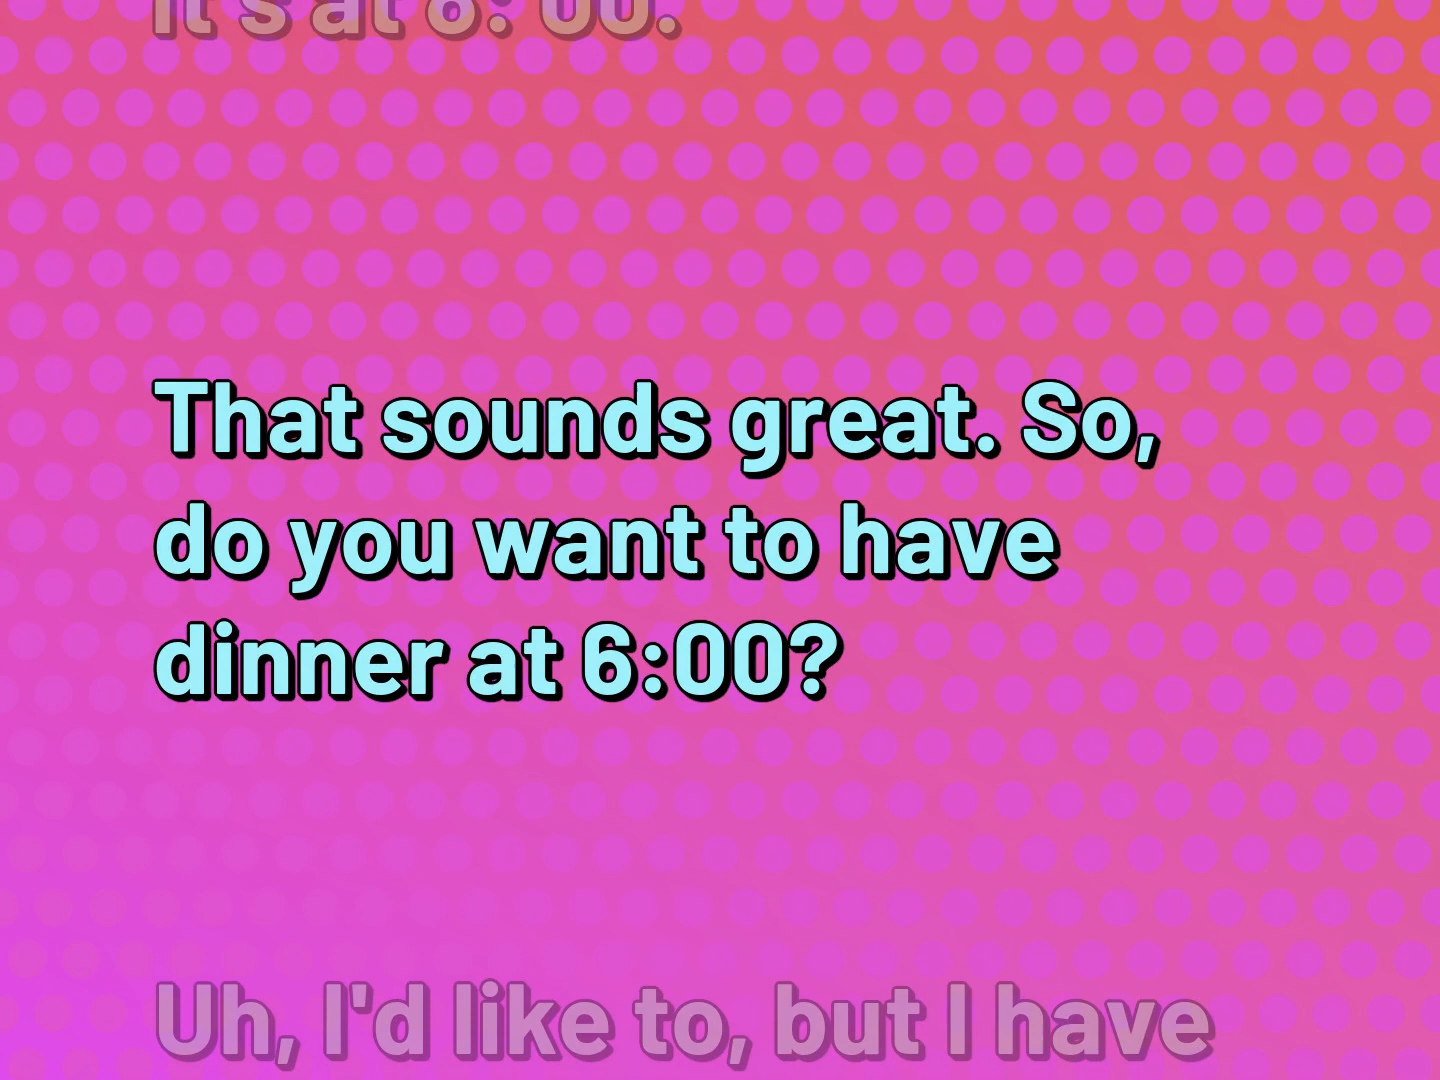 it's at 8: 00.
That sounds great. So,
do you want to have
dinner at 6:00?
Uh, I'd like to, but I have